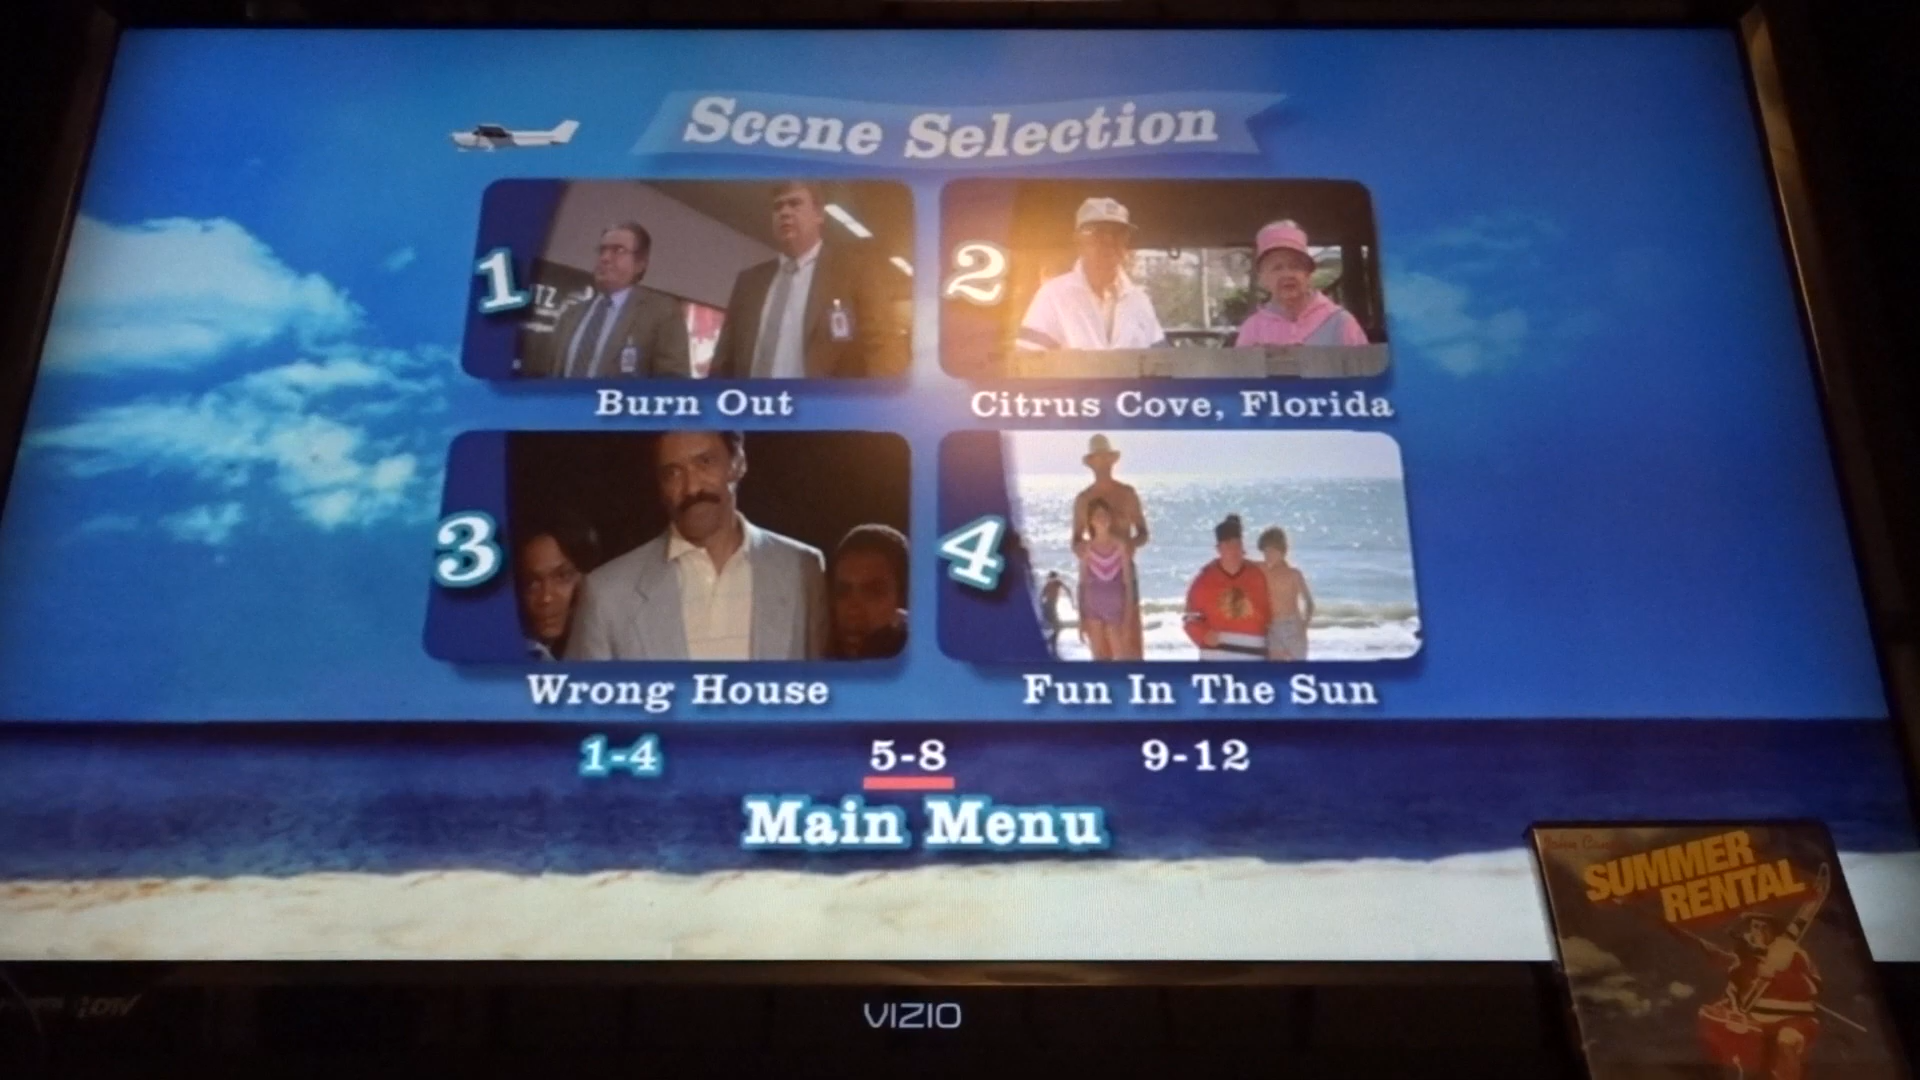 Scene Selection
1
2
TZ
Burn Out
Citrus Cove, Florida
3
4
Wrong House
Fun In The Sun
1-4
5-8
9-12
Main Menu
SUMMER
RENTAL
VIZIO